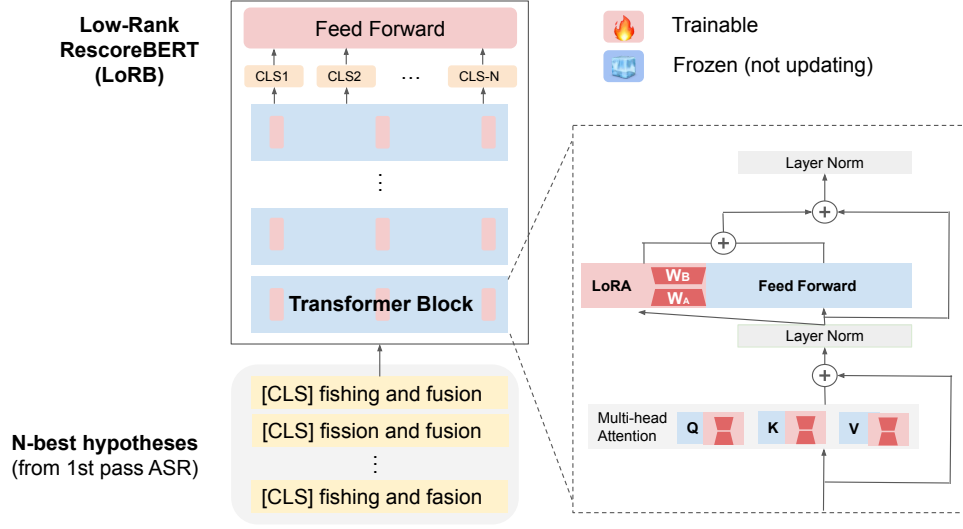 Low-Rank
RescoreBERT
(LoRB)
Feed Forward
CLS1
CLS2
...
CLS-N
Transformer Block
[CLS] fishing and fusion
[CLS] fission and fusion
[CLS] fishing and fasion
N-best hypotheses
(from 1st pass ASR)
Trainable
Frozen (not updating)
Layer Norm
+
+
LoRA
WB
WA
Feed Forward
Layer Norm
+
Multi-head
Attention
Q
K
V